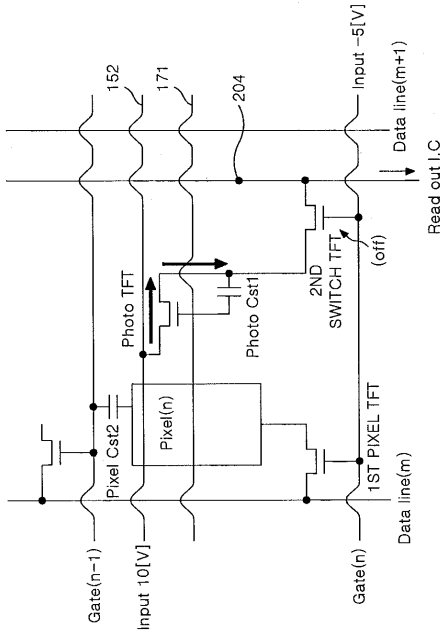 Gate(n-1)
Input 10[V]
Gate(n)
Data line(m)
Pixel Cst2
Pixel(n)
1ST PIXEL TFT
Photo TFT
Photo Cst1
2ND
SWITCH TFT
(off)
152
171
204
Input -5[V]
Data line(m+1)
Read out I.C